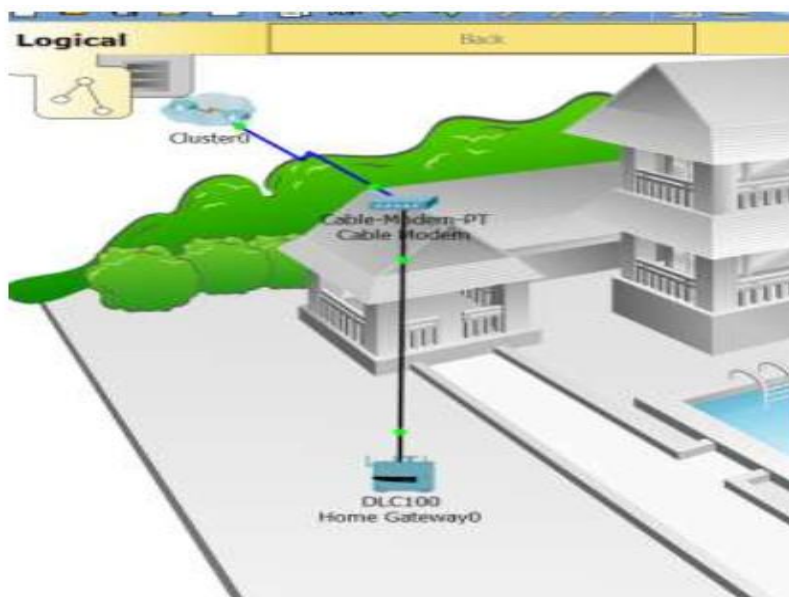 Logical
Back
Cluster0
Cable-Modem-PT
Cable Modem
DLC100
Home Gateway0